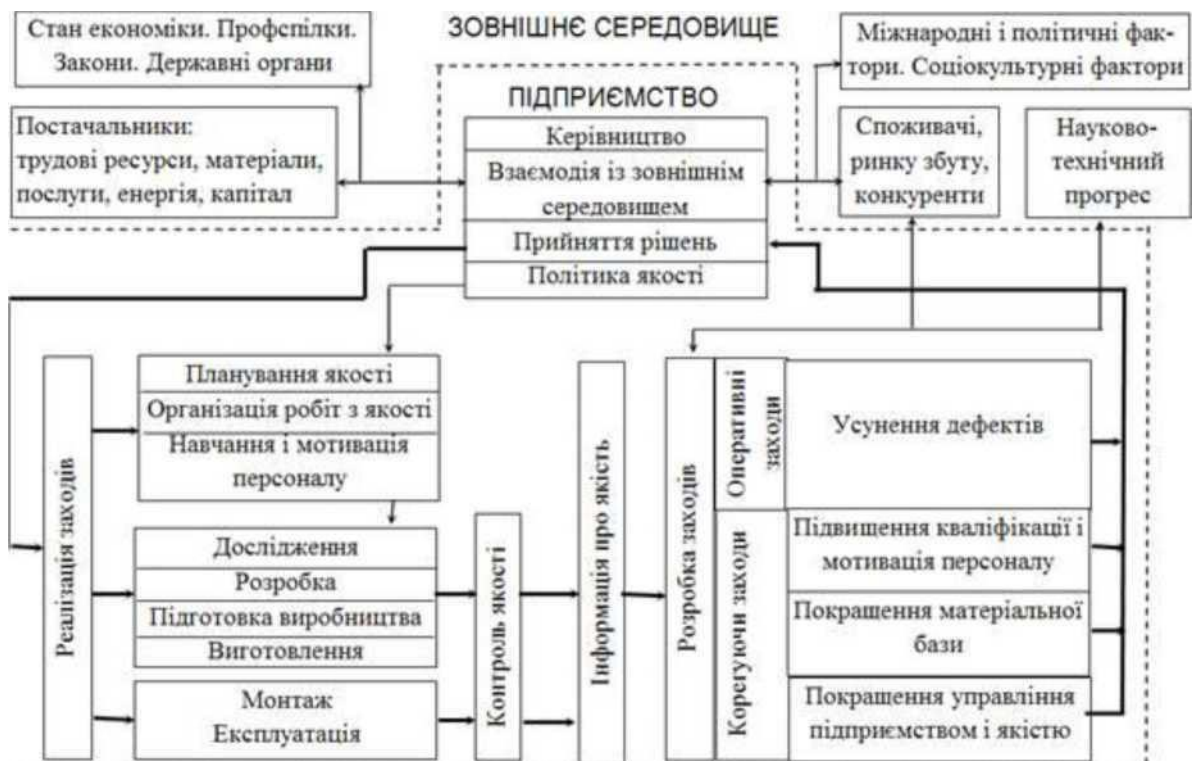 ЗОВНІШНЄ СЕРЕДОВИЩЕ
Стан економіки. Профспілки.
Закони. Державні органи
Міжнародні і політичні фак-
тори. Соціокультурні фактори
Постачальники:
трудові ресурси, матеріали,
послуги, енергія, капітал
ПІДПРИЄМСТВО
Керівництво
Взаємодія із зовнішнім
середовищем
Прийняття рішень
Політика якості
Споживачі,
ринку збуту,
конкуренти
Науково-
технічний
прогрес
Реалізація заходів
Планування якості
Організація робіт з якості
Навчання і мотивація
персоналу
Дослідження
Розробка
Підготовка виробництва
Виготовлення
Монтаж
Експлуатація
Контроль якості
Інформація про якість
Розробка заходів
Оперативні
заходи
Корегуючи заходи
Усунення дефектів
Підвищення кваліфікації і
мотивація персоналу
Покращення матеріальної
бази
Покращення управління
підприємством і якістю